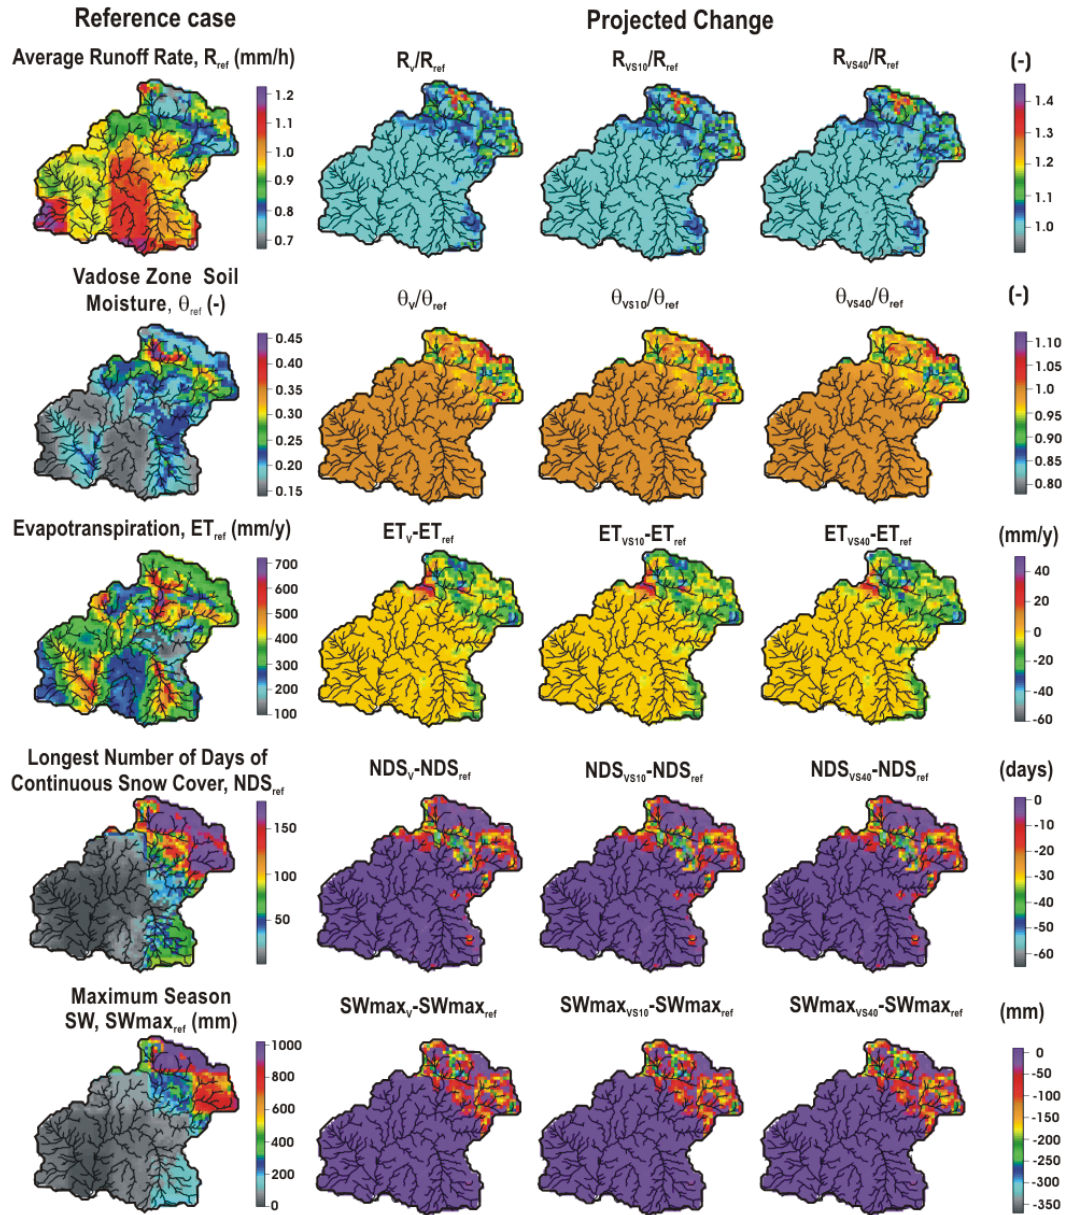 Reference case
Projected Change
Average Runoff Rate, Rref (mm/h)
Rv/Rref
RVS10/Rref
RVS40/Rref
(-)
1.2
1.1
1.0
0.9
0.8
0.7
1.4
1.3
1.2
1.1
1.0
Vadose Zone Soil
Moisture, θref (-)
θV/θref
θVS10/θref
θVS40/θref
(-)
0.45
0.40
0.35
0.30
0.25
0.20
0.15
1.10
1.05
1.0
0.95
0.90
0.85
0.80
Evapotranspiration, ETref (mm/y)
ETV-ETref
ETVS10-ETref
ETVS40-ETref
(mm/y)
700
600
500
400
300
200
100
40
20
0
-20
-40
-60
Longest Number of Days of
Continuous Snow Cover, NDSref
NDSV-NDSref
NDSVS10-NDSref
NDSVS40-NDSref
(days)
150
100
50
0
-10
-20
-30
-40
-50
-60
Maximum Season
SW, SWmaxref (mm)
SWmaxV-SWmaxref
SWmaxVS10-SWmaxref
SWmaxVS40-SWmaxref
(mm)
1000
800
600
400
200
0
0
-50
-100
-150
-200
-250
-300
-350